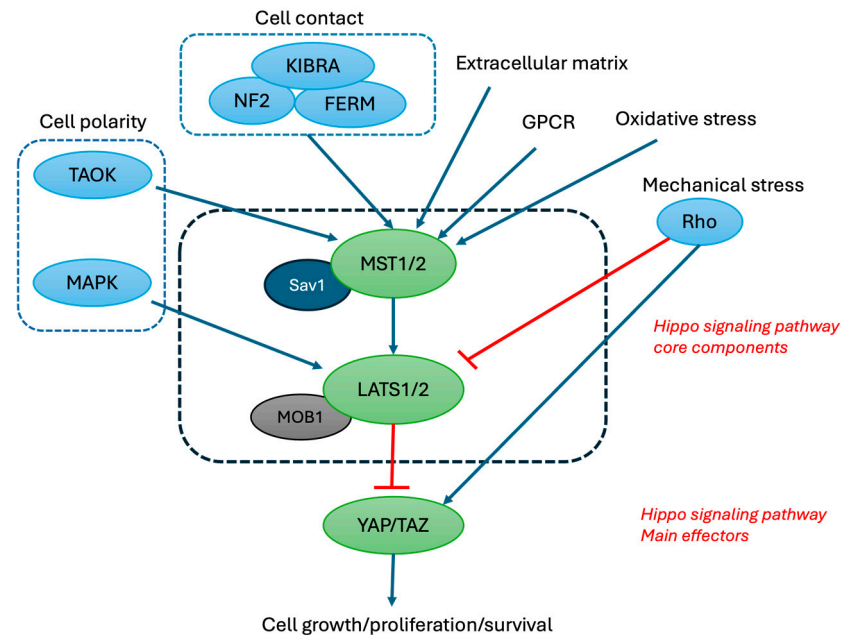 Cell contact
KIBRA
NF2
FERM
Extracellular matrix
GPCR
Oxidative stress
Cell polarity
TAOK
MAPK
Mechanical stress
Rho
MST1/2
Sav1
Hippo signaling pathway
core components
LATS1/2
MOB1
YAP/TAZ
Hippo signaling pathway
Main effectors
Cell growth/proliferation/survival